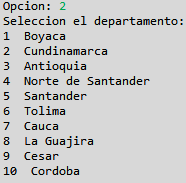 Opcion: 2
Seleccion el departamento:
1  Boyaca
2  Cundinamarca
3  Antioquia
4  Norte de Santander
5  Santander
6  Tolima
7  Cauca
8  La Guajira
9  Cesar
10  Cordoba